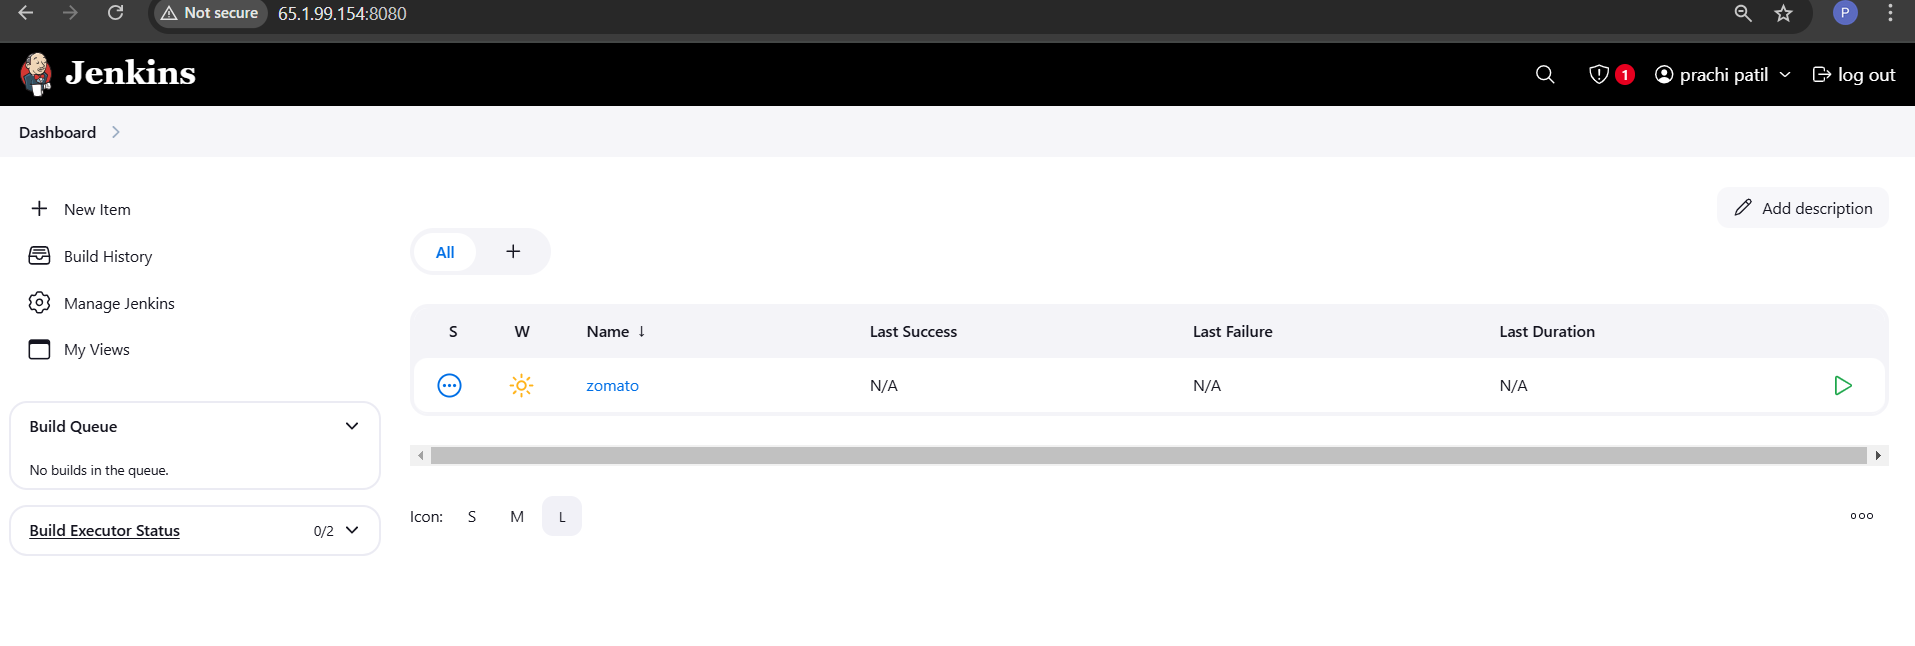 Not secure 65.1.99.154:8080 P
Jenkins 1 prachi patil log out
Dashboard
New Item
Build History
Manage Jenkins
My Views
Build Queue
No builds in the queue.
Build Executor Status 0/2
Add description
All +
S W Name ↓ Last Success Last Failure Last Duration
zomato N/A N/A N/A
Icon: S M L